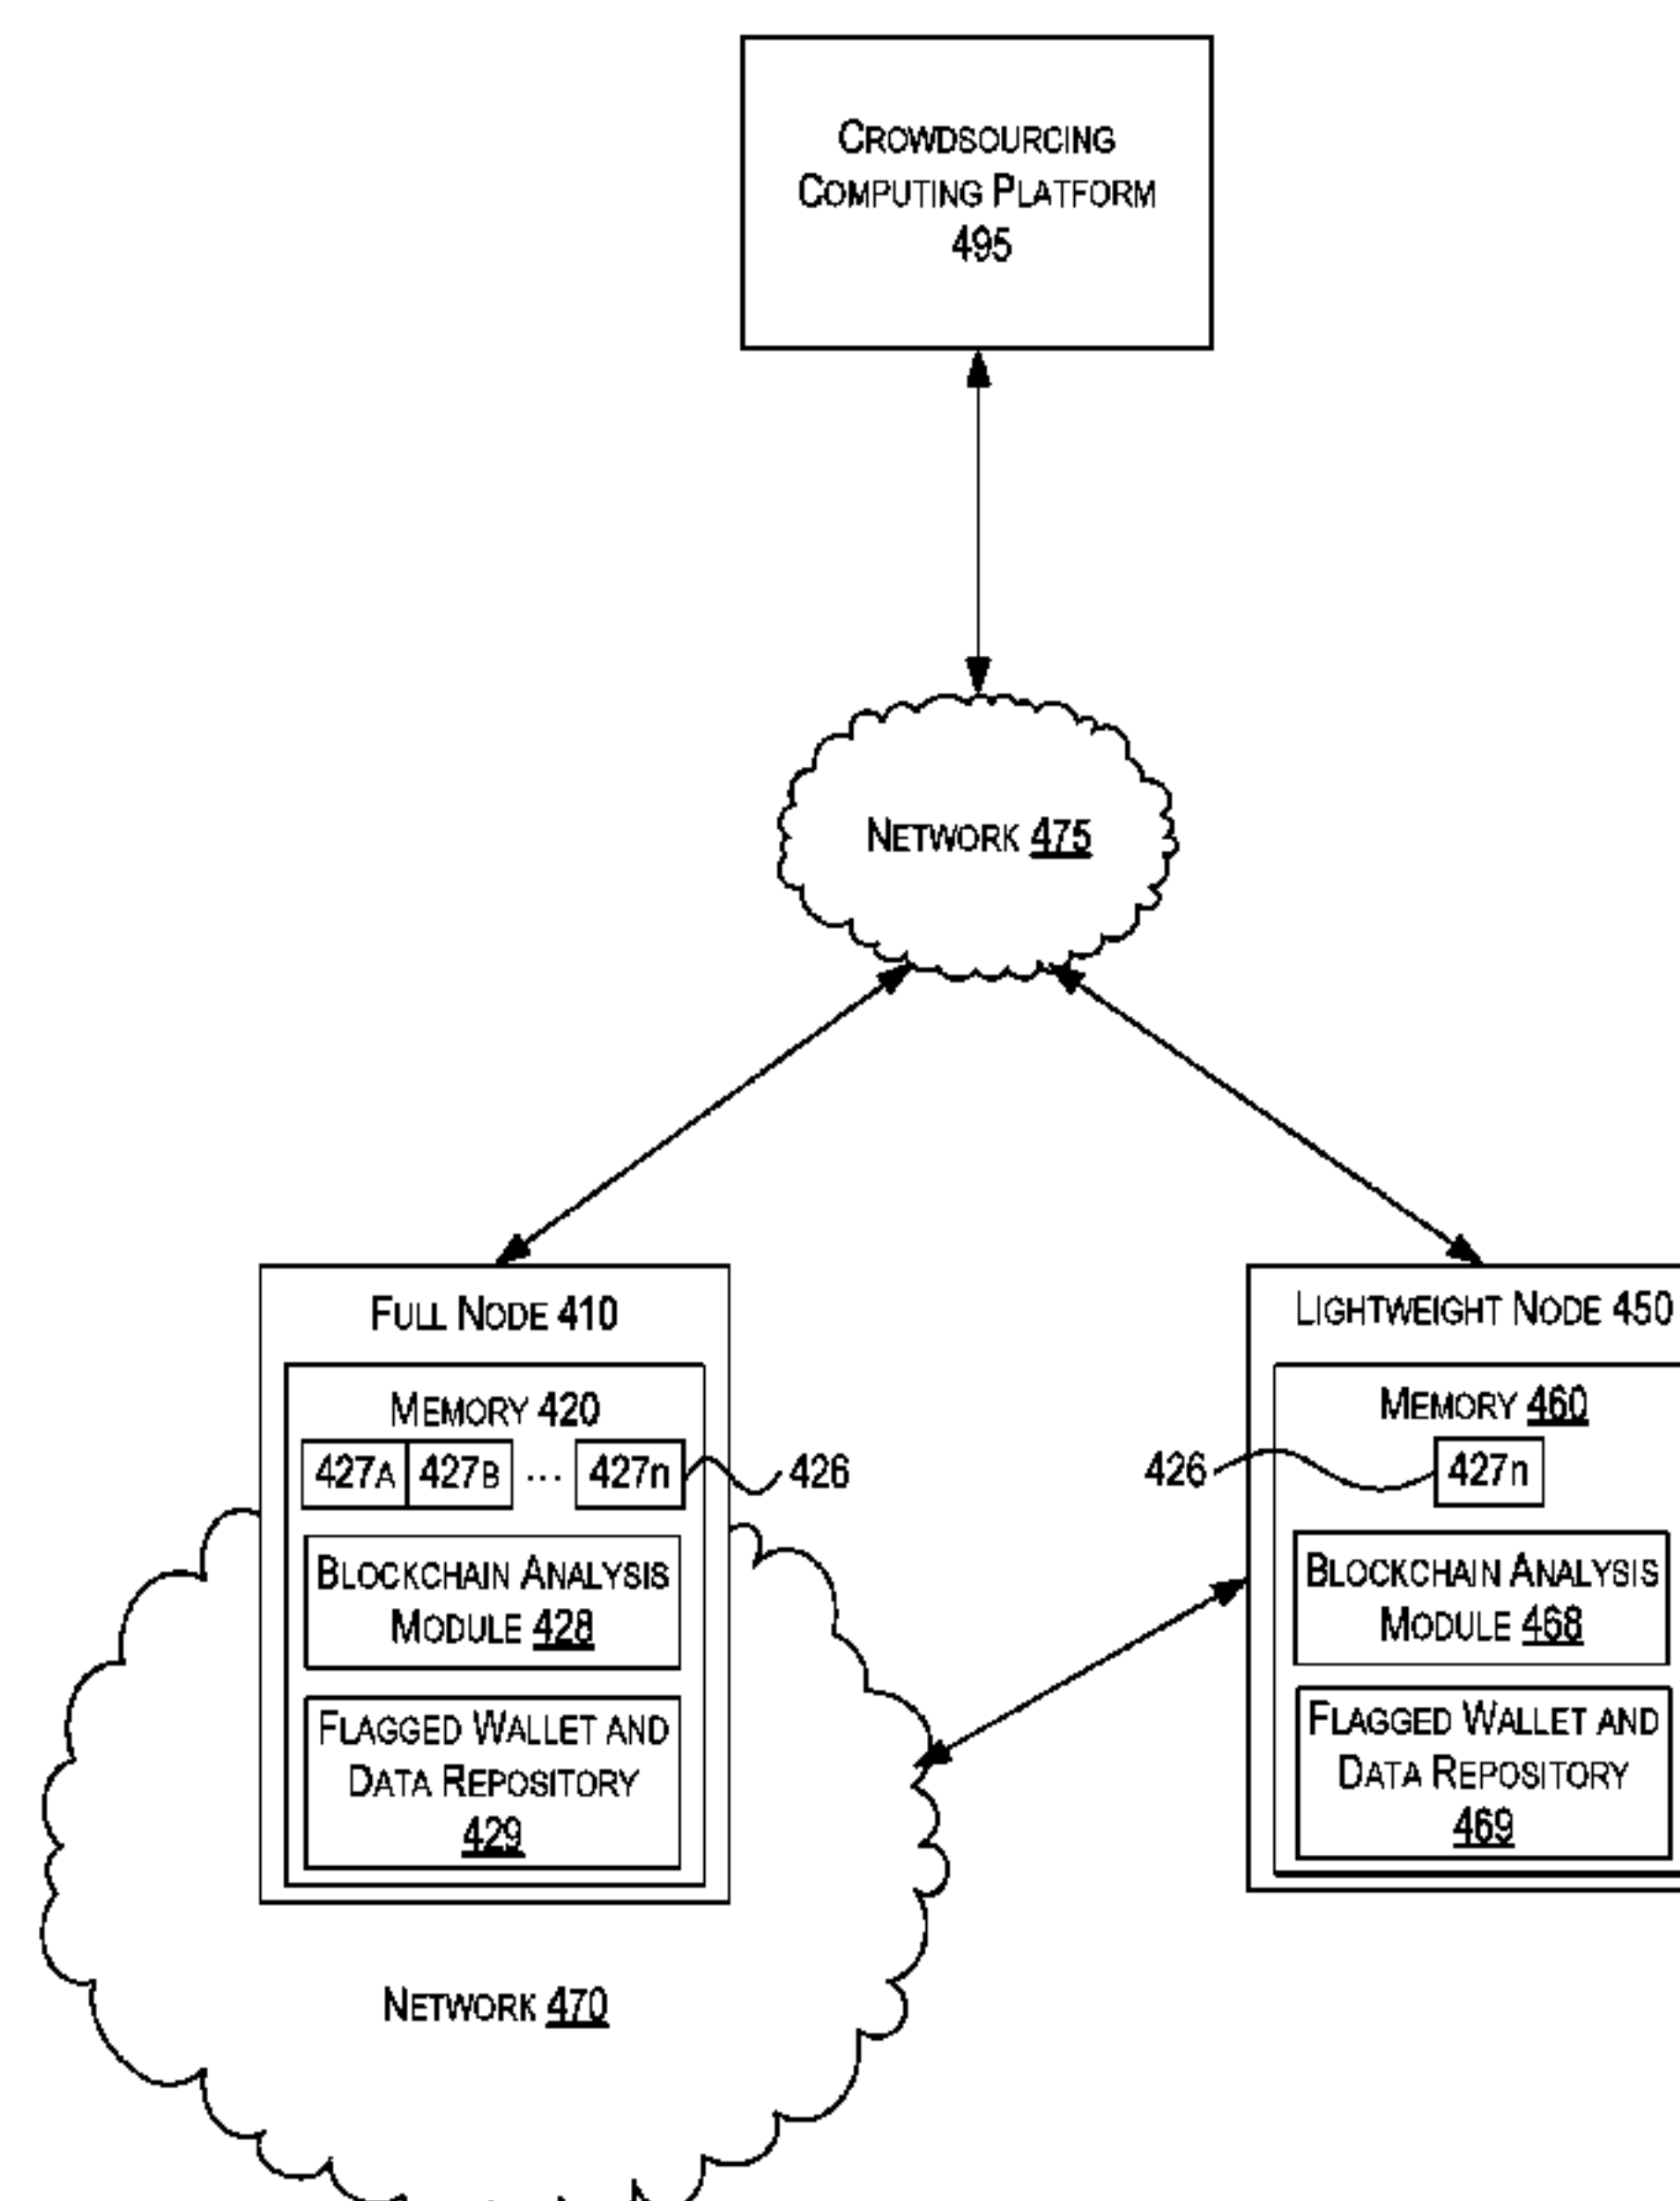 CROWDSOURCING
COMPUTING PLATFORM
495
NETWORK 475
FULL NODE 410
MEMORY 420
427A 427B ... 427n
426
BLOCKCHAIN ANALYSIS
MODULE 428
FLAGGED WALLET AND
DATA REPOSITORY
429
NETWORK 470
LIGHTWEIGHT NODE 450
MEMORY 460
426
427n
BLOCKCHAIN ANALYSIS
MODULE 468
FLAGGED WALLET AND
DATA REPOSITORY
469